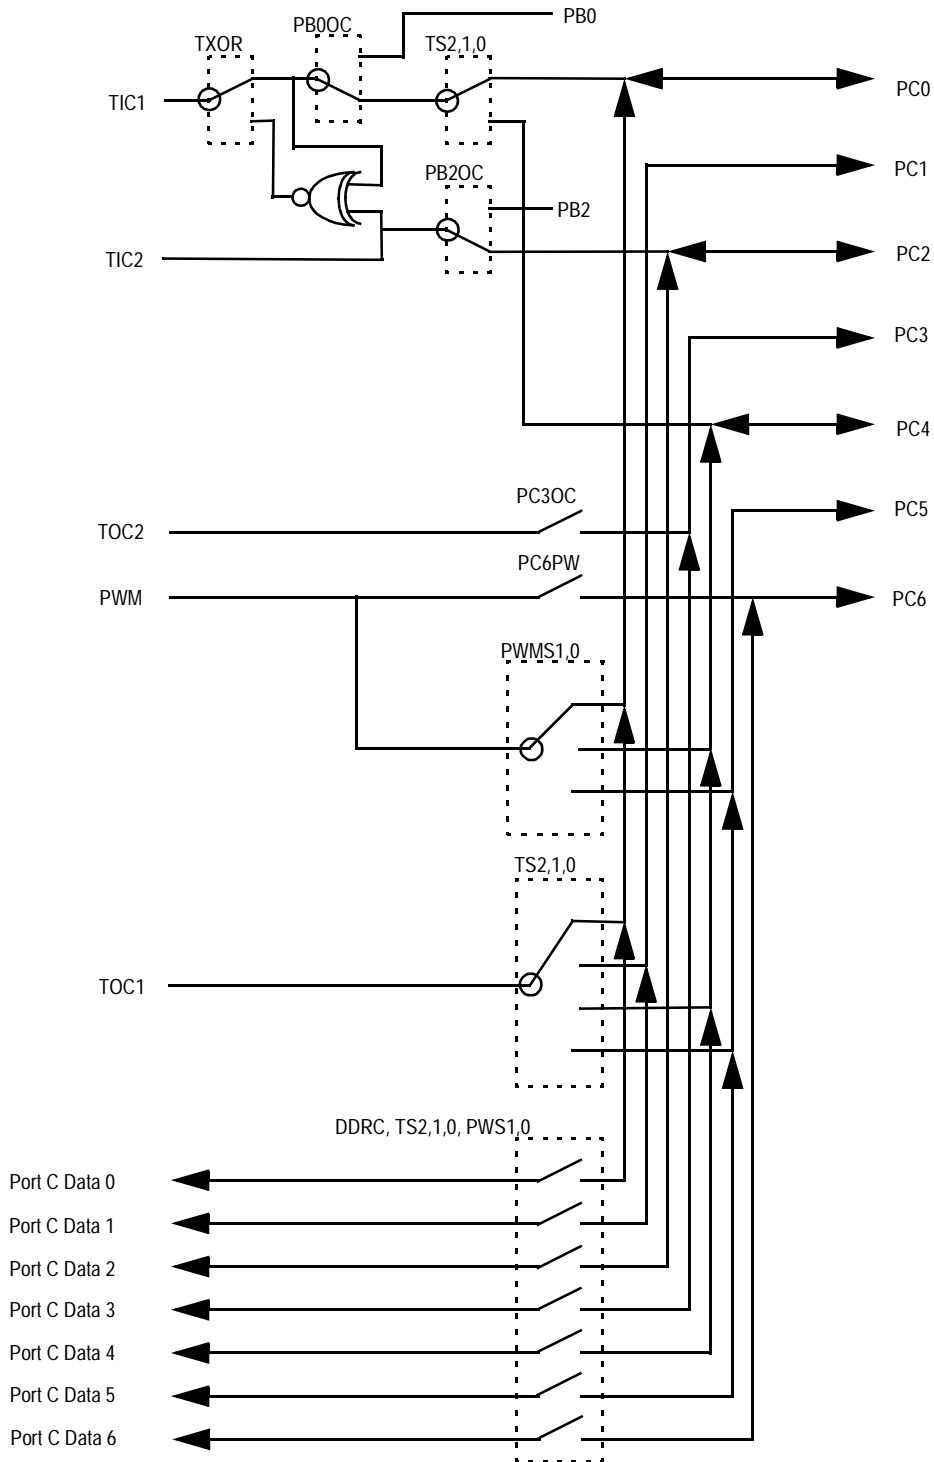 PB0OC
PB0
TXOR
TS2,1,0
TIC1
PC0
PB2OC
PC1
PB2
TIC2
PC2
PC3
PC4
PC3OC
PC5
TOC2
PC6PW
PWM
PC6
PWMS1,0
TS2,1,0
TOC1
DDRC, TS2,1,0, PWS1,0
Port C Data 0
Port C Data 1
Port C Data 2
Port C Data 3
Port C Data 4
Port C Data 5
Port C Data 6